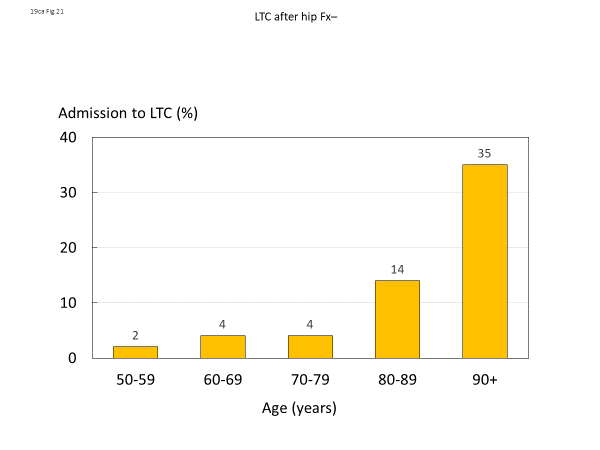 19ca Fig 21
LTC after hip Fx–
Admission to LTC (%)
40
30
20
10
0
2
4
4
14
35
50-59 60-69 70-79 80-89 90+
Age (years)